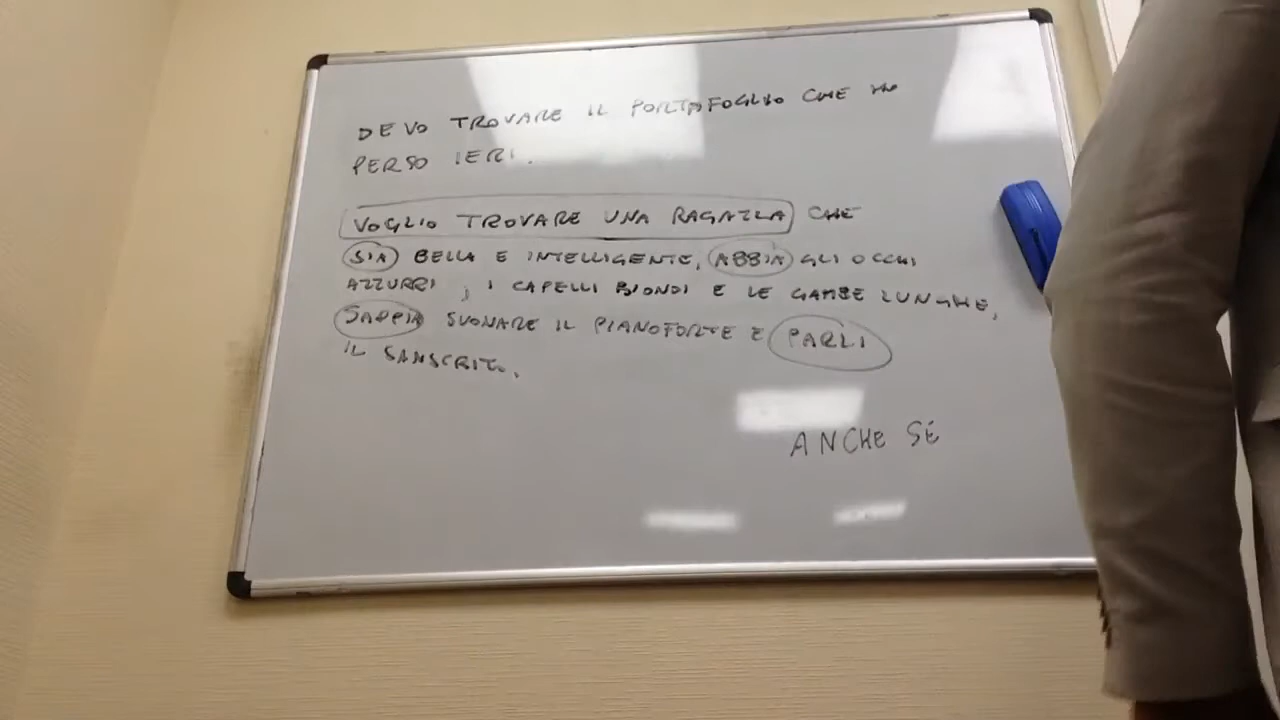 DEVO TROVARE IL PORTAFOGLIO CHE HO
PERSO IERI.
VOGLIO TROVARE UNA RAGAZZA CHE
SIA BELLA E INTELLIGENTE, ABBIA GLI OCCHI
AZZURRI, I CAPELLI BIONDI E LE GAMBE LUNGHE,
SAPPIA SUONARE IL PIANOFORTE E PARLI
IL SANSCRITO.
ANCHE SE